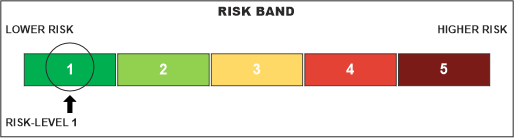 RISK BAND
LOWER RISK HIGHER RISK
1 2 3 4 5
RISK-LEVEL 1